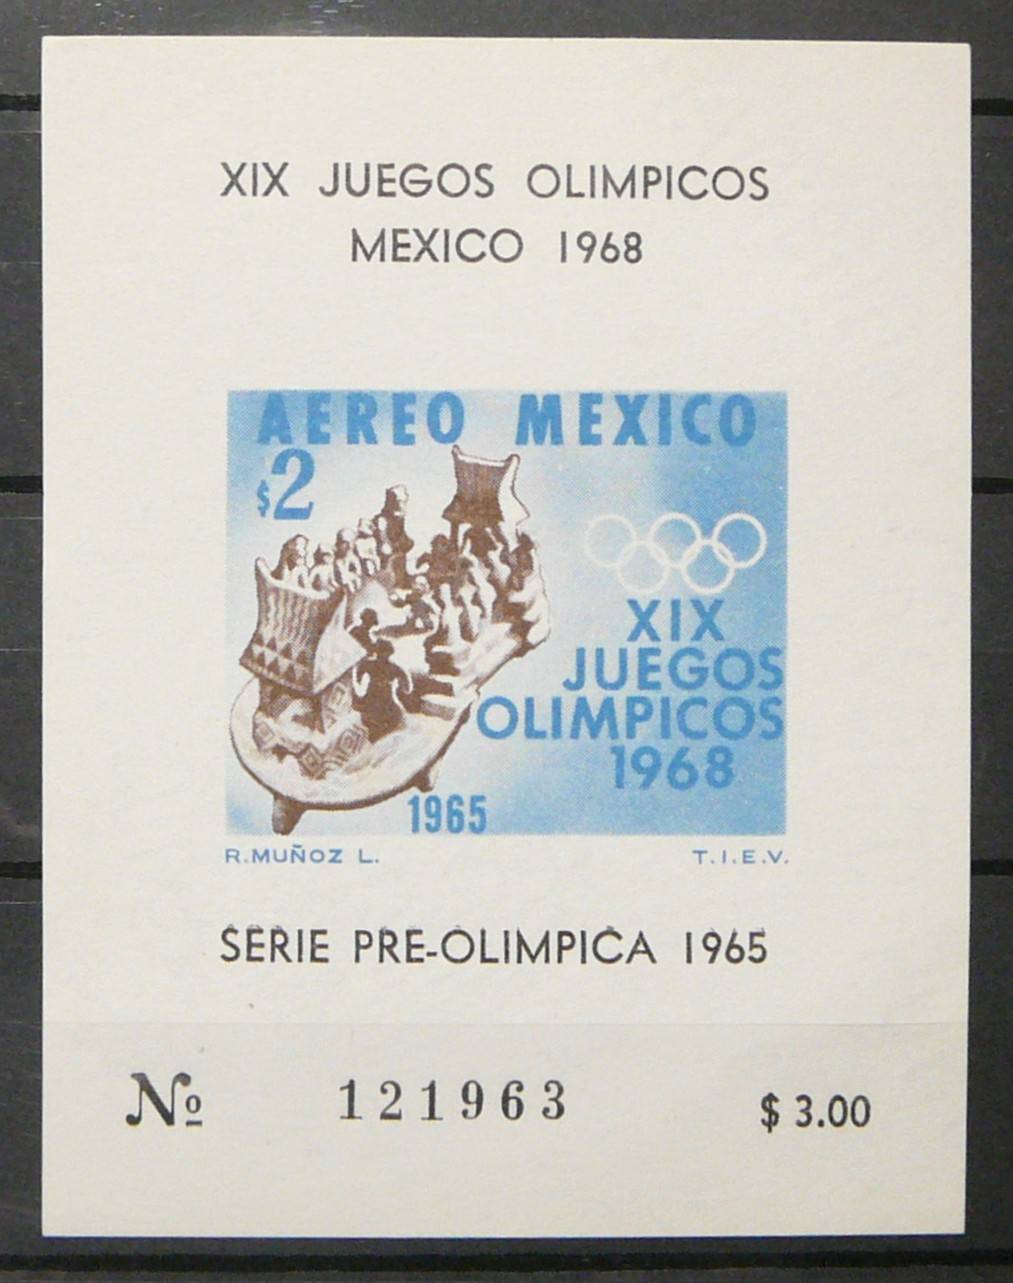 XIX JUEGOS OLIMPICOS
MEXICO 1968
AEREO MEXICO
$2
XIX
JUEGOS
OLIMPICOS
1968
1965
R.MUÑOZ L. T.I.E.V.
SERIE PRE-OLIMPICA 1965
Nº 121963 $ 3.00